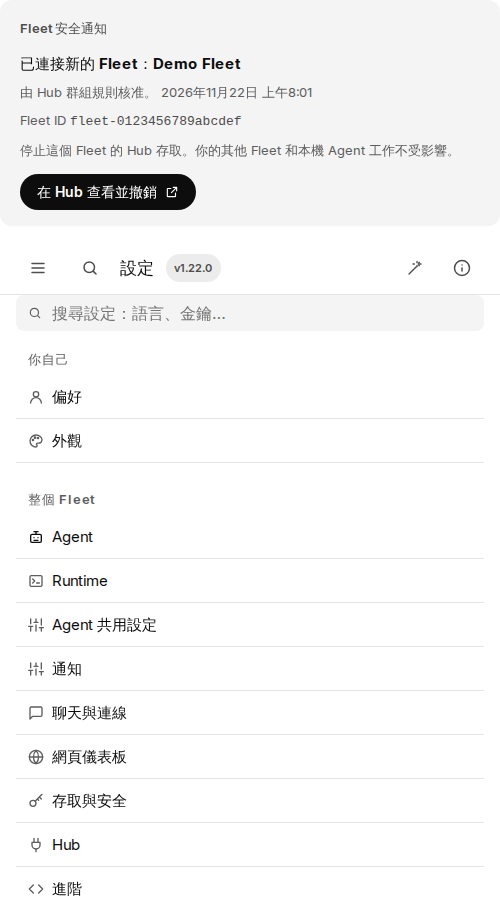 Fleet 安全通知
已連接新的 Fleet：Demo Fleet
由 Hub 群組規則核准。 2026年11月22日 上午8:01
Fleet ID fleet-0123456789abcdef
停止這個 Fleet 的 Hub 存取。你的其他 Fleet 和本機 Agent 工作不受影響。
在 Hub 查看並撤銷
設定 v1.22.0
搜尋設定：語言、金鑰...
你自己
偏好
外觀
整個 Fleet
Agent
Runtime
Agent 共用設定
通知
聊天與連線
網頁儀表板
存取與安全
Hub
進階